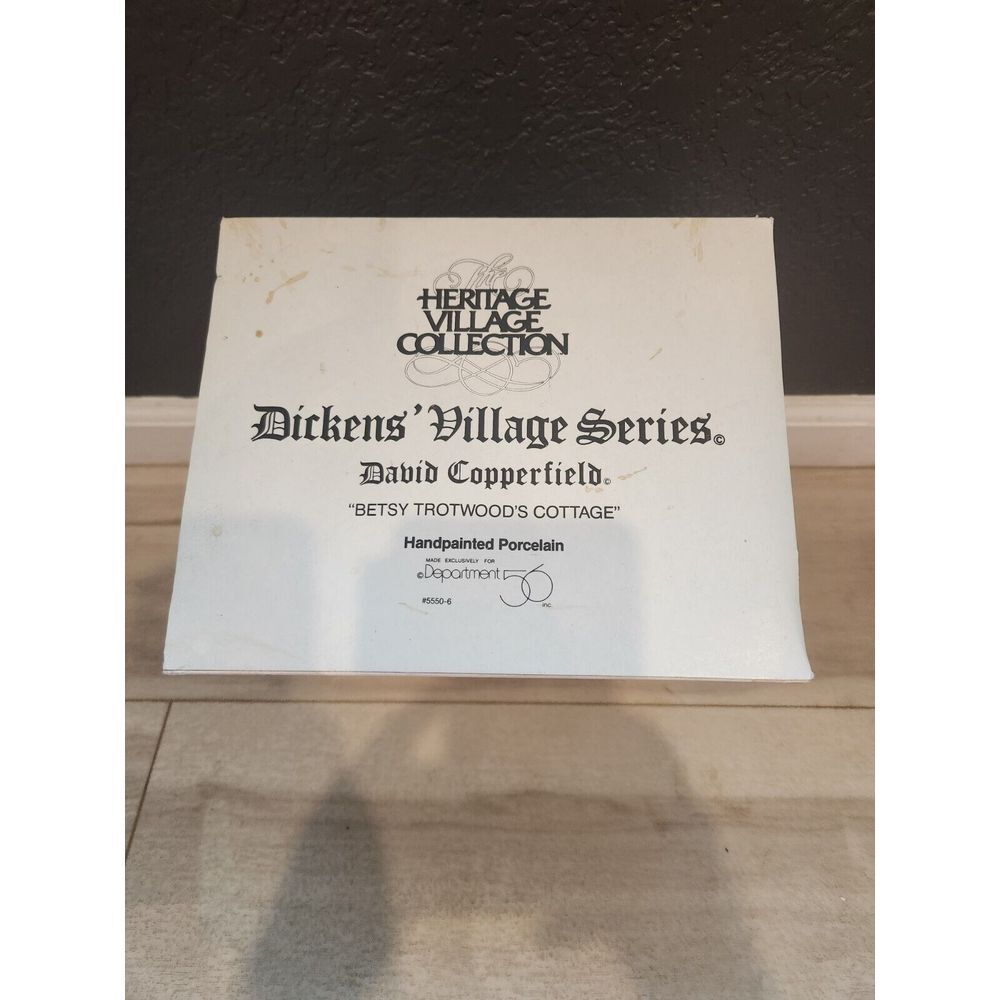 The
HERITAGE
VILLAGE
COLLECTION
Dickens' Village Series©
David Copperfield©
"BETSY TROTWOOD'S COTTAGE"
Handpainted Porcelain
MADE EXCLUSIVELY FOR
©Department 56 inc.
#5550-6